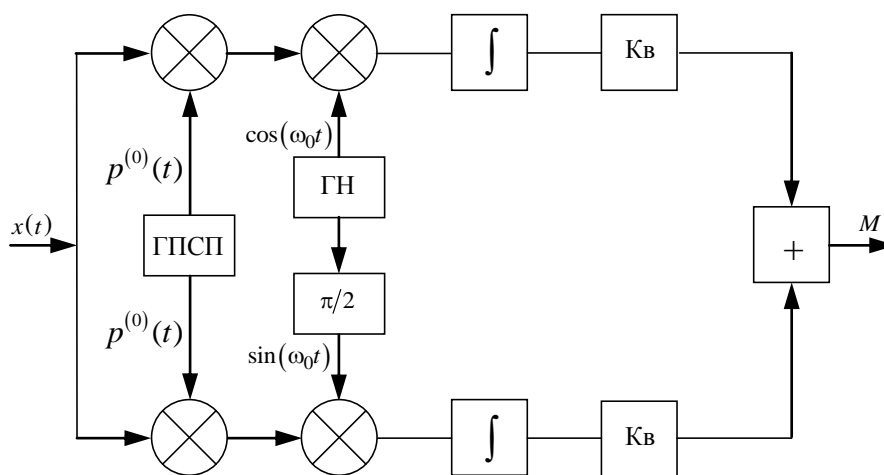 ∫
Кв
cos(ω₀t)
p⁽⁰⁾(t)
ГН
x(t)
ГПСП
M
+
π/2
p⁽⁰⁾(t)
sin(ω₀t)
∫
Кв